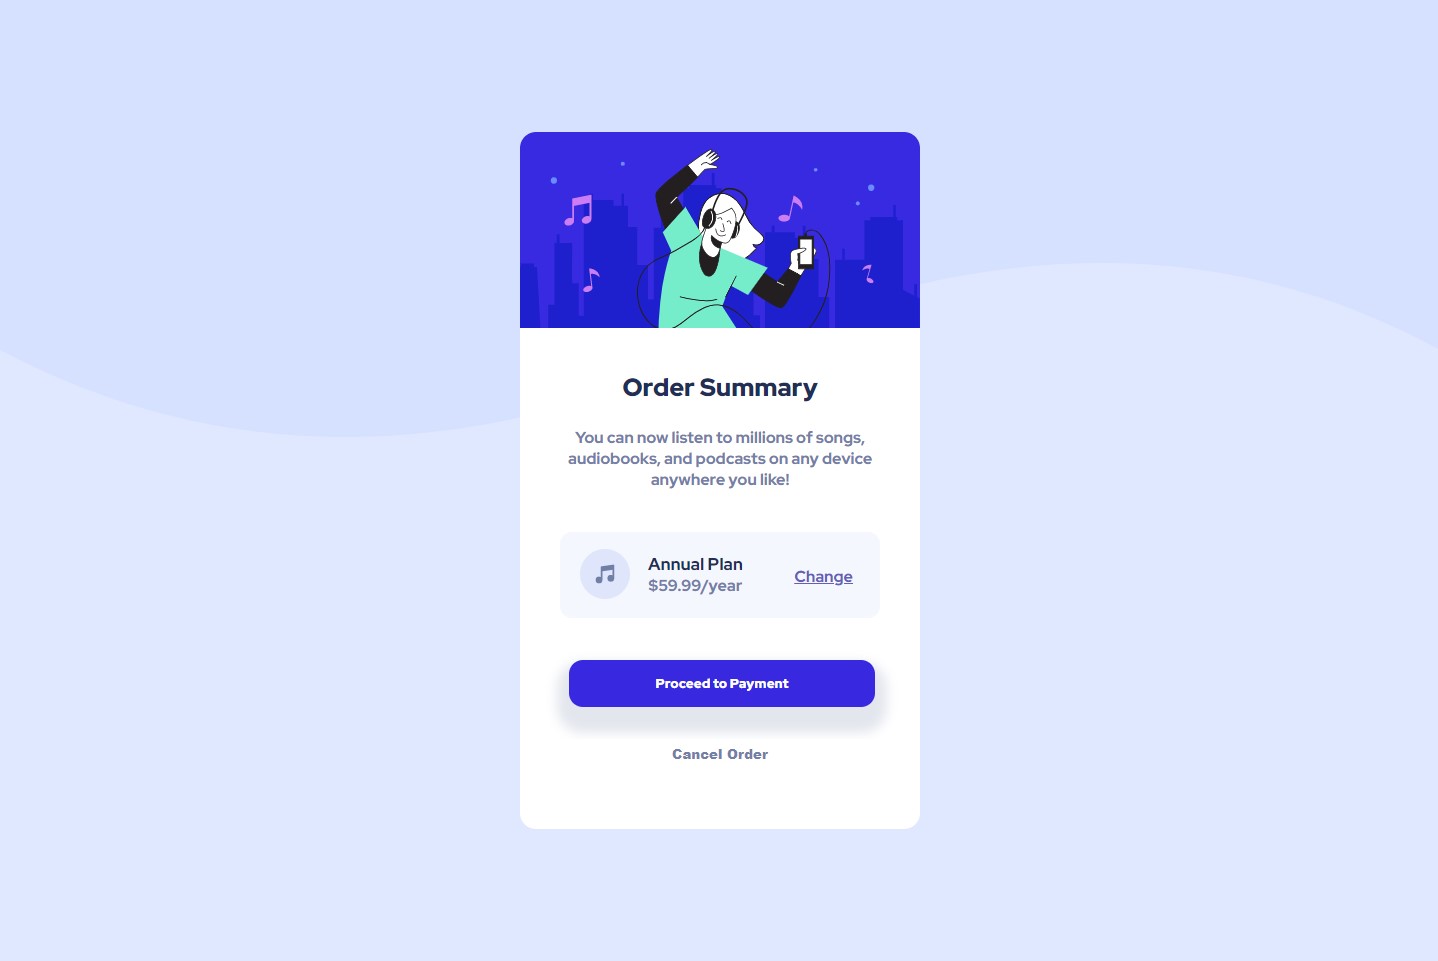 Order Summary
You can now listen to millions of songs,
audiobooks, and podcasts on any device
anywhere you like!
Annual Plan
$59.99/year
Change
Proceed to Payment
Cancel Order